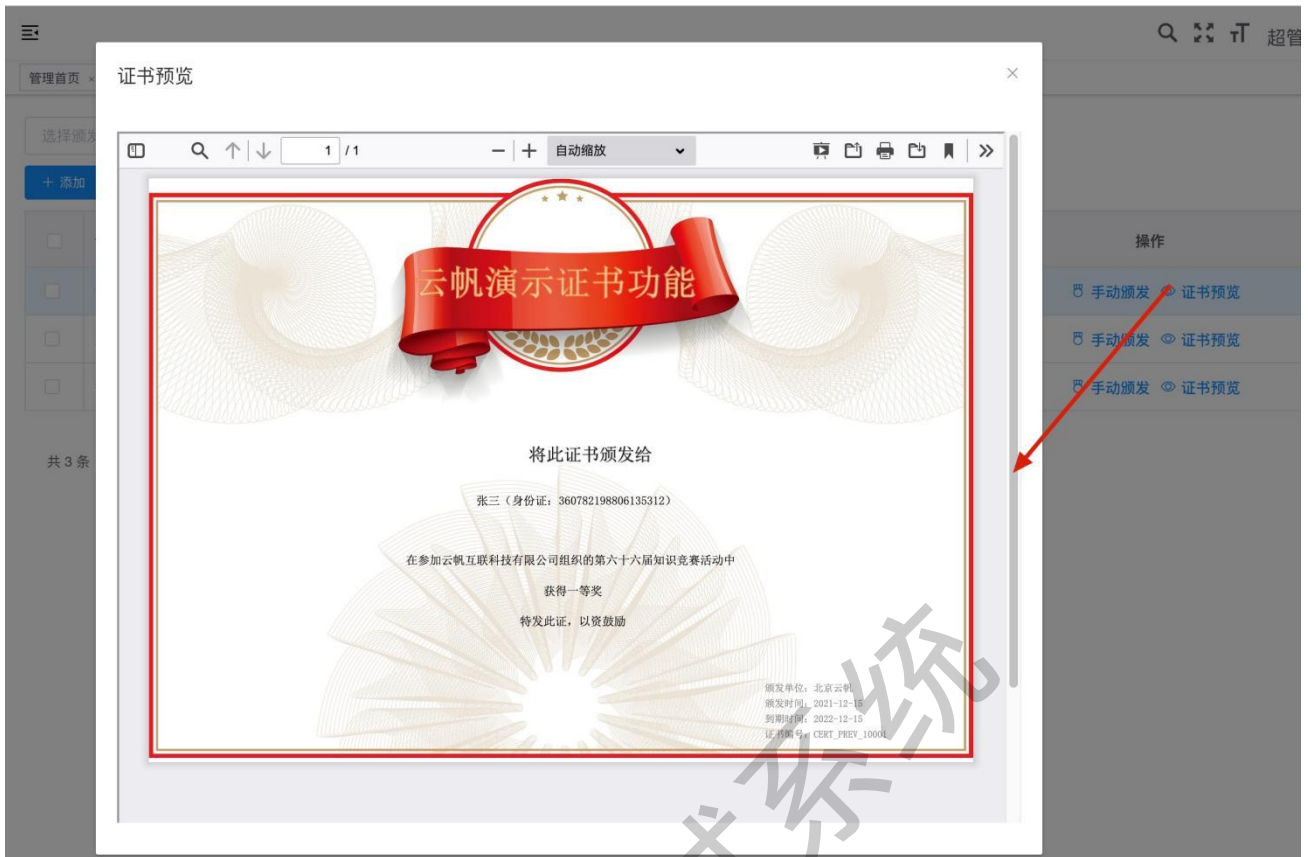 超管
管理首页 ×
证书预览
×
选择颁发
1 / 1
自动缩放
+ 添加
云帆演示证书功能
操作
手动颁发 证书预览
手动颁发 证书预览
手动颁发 证书预览
将此证书颁发给
共 3 条
张三（身份证：360782198806135312）
在参加云帆互联科技有限公司组织的第六十六届知识竞赛活动中
获得一等奖
特发此证，以资鼓励
颁发单位：北京云帆
颁发时间：2021-12-15
到期时间：2022-12-15
证书编号：CERT_PREV_10001
试系统